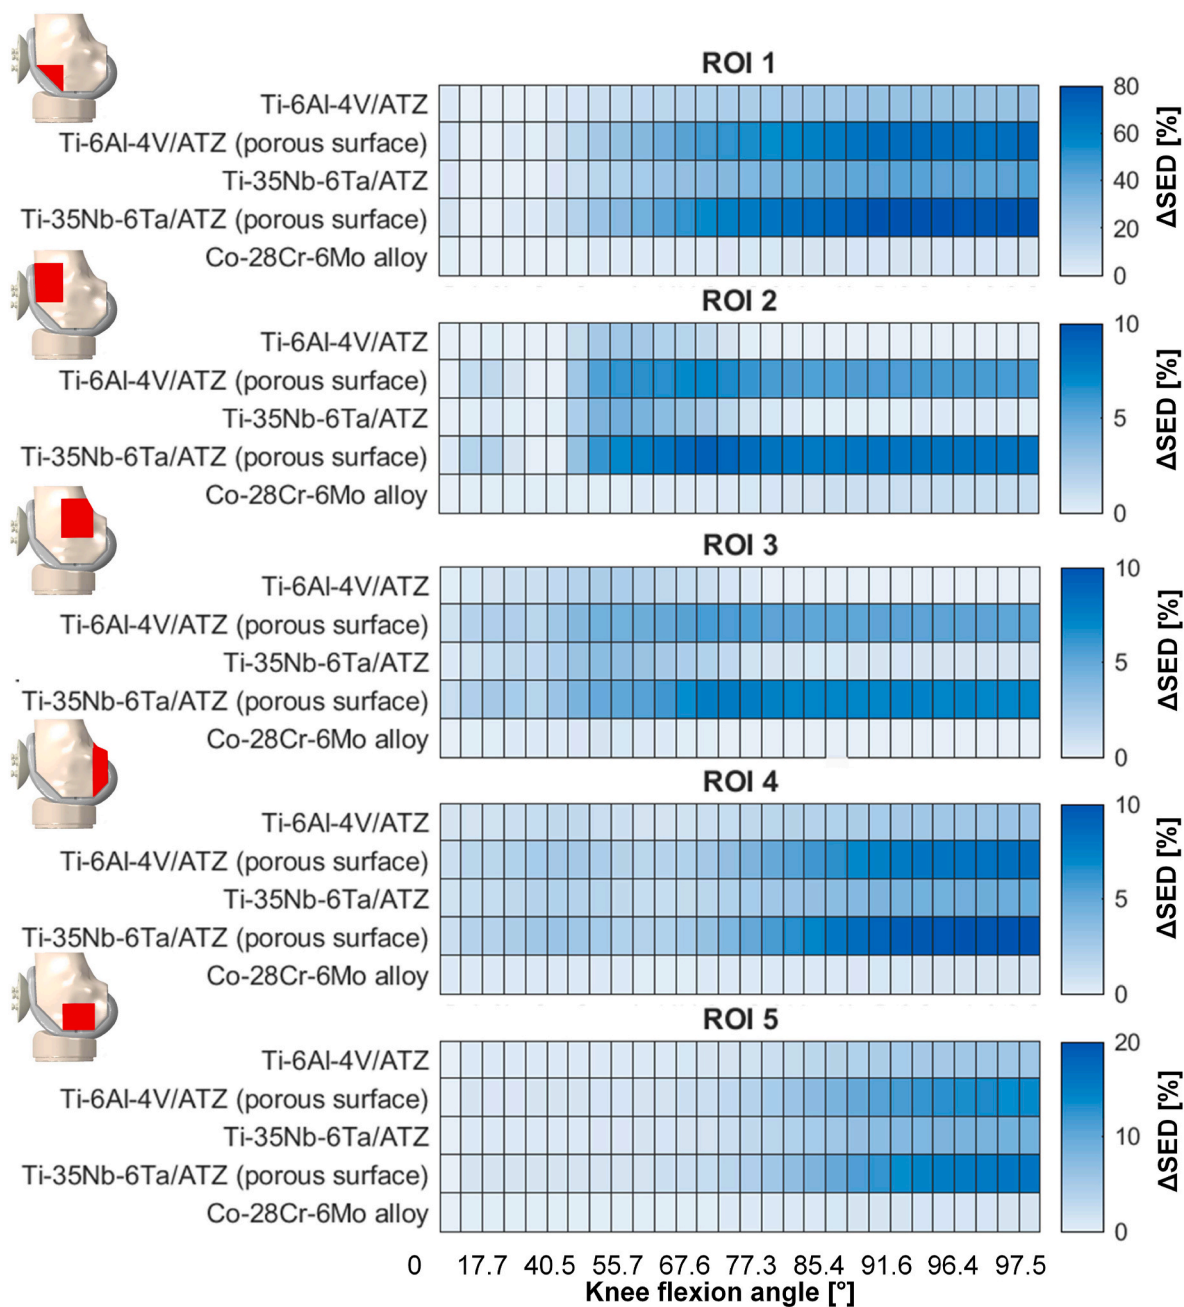 ROI 1
Ti-6Al-4V/ATZ
Ti-6Al-4V/ATZ (porous surface)
Ti-35Nb-6Ta/ATZ
Ti-35Nb-6Ta/ATZ (porous surface)
Co-28Cr-6Mo alloy
80
60
40
20
0
ΔSED [%]
ROI 2
Ti-6Al-4V/ATZ
Ti-6Al-4V/ATZ (porous surface)
Ti-35Nb-6Ta/ATZ
Ti-35Nb-6Ta/ATZ (porous surface)
Co-28Cr-6Mo alloy
10
5
0
ΔSED [%]
ROI 3
Ti-6Al-4V/ATZ
Ti-6Al-4V/ATZ (porous surface)
Ti-35Nb-6Ta/ATZ
Ti-35Nb-6Ta/ATZ (porous surface)
Co-28Cr-6Mo alloy
10
5
0
ΔSED [%]
ROI 4
Ti-6Al-4V/ATZ
Ti-6Al-4V/ATZ (porous surface)
Ti-35Nb-6Ta/ATZ
Ti-35Nb-6Ta/ATZ (porous surface)
Co-28Cr-6Mo alloy
10
5
0
ΔSED [%]
ROI 5
Ti-6Al-4V/ATZ
Ti-6Al-4V/ATZ (porous surface)
Ti-35Nb-6Ta/ATZ
Ti-35Nb-6Ta/ATZ (porous surface)
Co-28Cr-6Mo alloy
20
10
0
ΔSED [%]
0 17.7 40.5 55.7 67.6 77.3 85.4 91.6 96.4 97.5
Knee flexion angle [°]